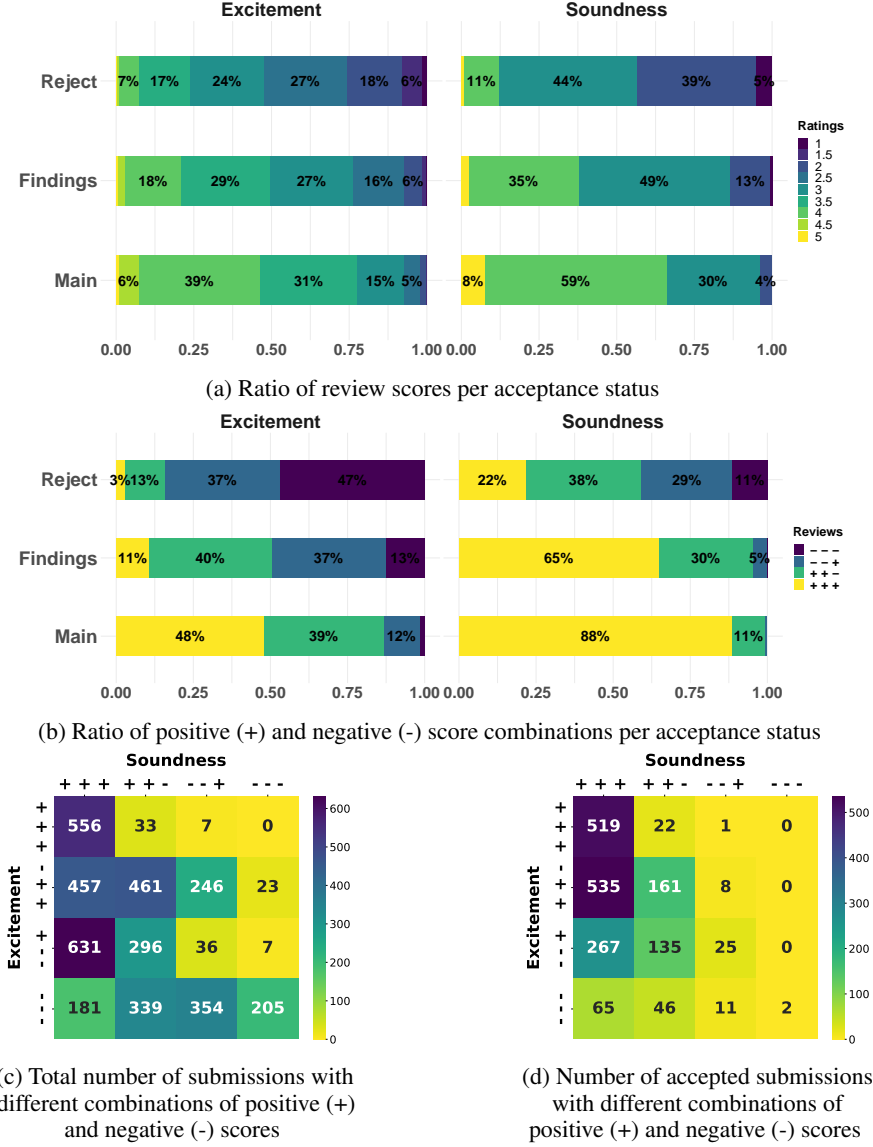 Excitement Soundness
Reject 7% 17% 24% 27% 18% 6% 11% 44% 39% 5%
Ratings
1
1.5
2
2.5
3
3.5
4
4.5
5
Findings 18% 29% 27% 16% 6% 35% 49% 13%
Main 6% 39% 31% 15% 5% 8% 59% 30% 4%
0.00 0.25 0.50 0.75 1.00 0.00 0.25 0.50 0.75 1.00
(a) Ratio of review scores per acceptance status
Excitement Soundness
Reject 3% 13% 37% 47% 22% 38% 29% 11%
Reviews
− − −
− − +
+ + −
+ + +
Findings 11% 40% 37% 13% 65% 30% 5%
Main 48% 39% 12% 88% 11%
0.00 0.25 0.50 0.75 1.00 0.00 0.25 0.50 0.75 1.00
(b) Ratio of positive (+) and negative (-) score combinations per acceptance status
Soundness
+ + + + + - - - + - - -
Excitement
+ + + 556 33 7 0
+ + - 457 461 246 23
- - + 631 296 36 7
- - - 181 339 354 205
600
500
400
300
200
100
0
(c) Total number of submissions with
different combinations of positive (+)
and negative (-) scores
Soundness
+ + + + + - - - + - - -
Excitement
+ + + 519 22 1 0
+ + - 535 161 8 0
- - + 267 135 25 0
- - - 65 46 11 2
500
400
300
200
100
0
(d) Number of accepted submissions
with different combinations of
positive (+) and negative (-) scores